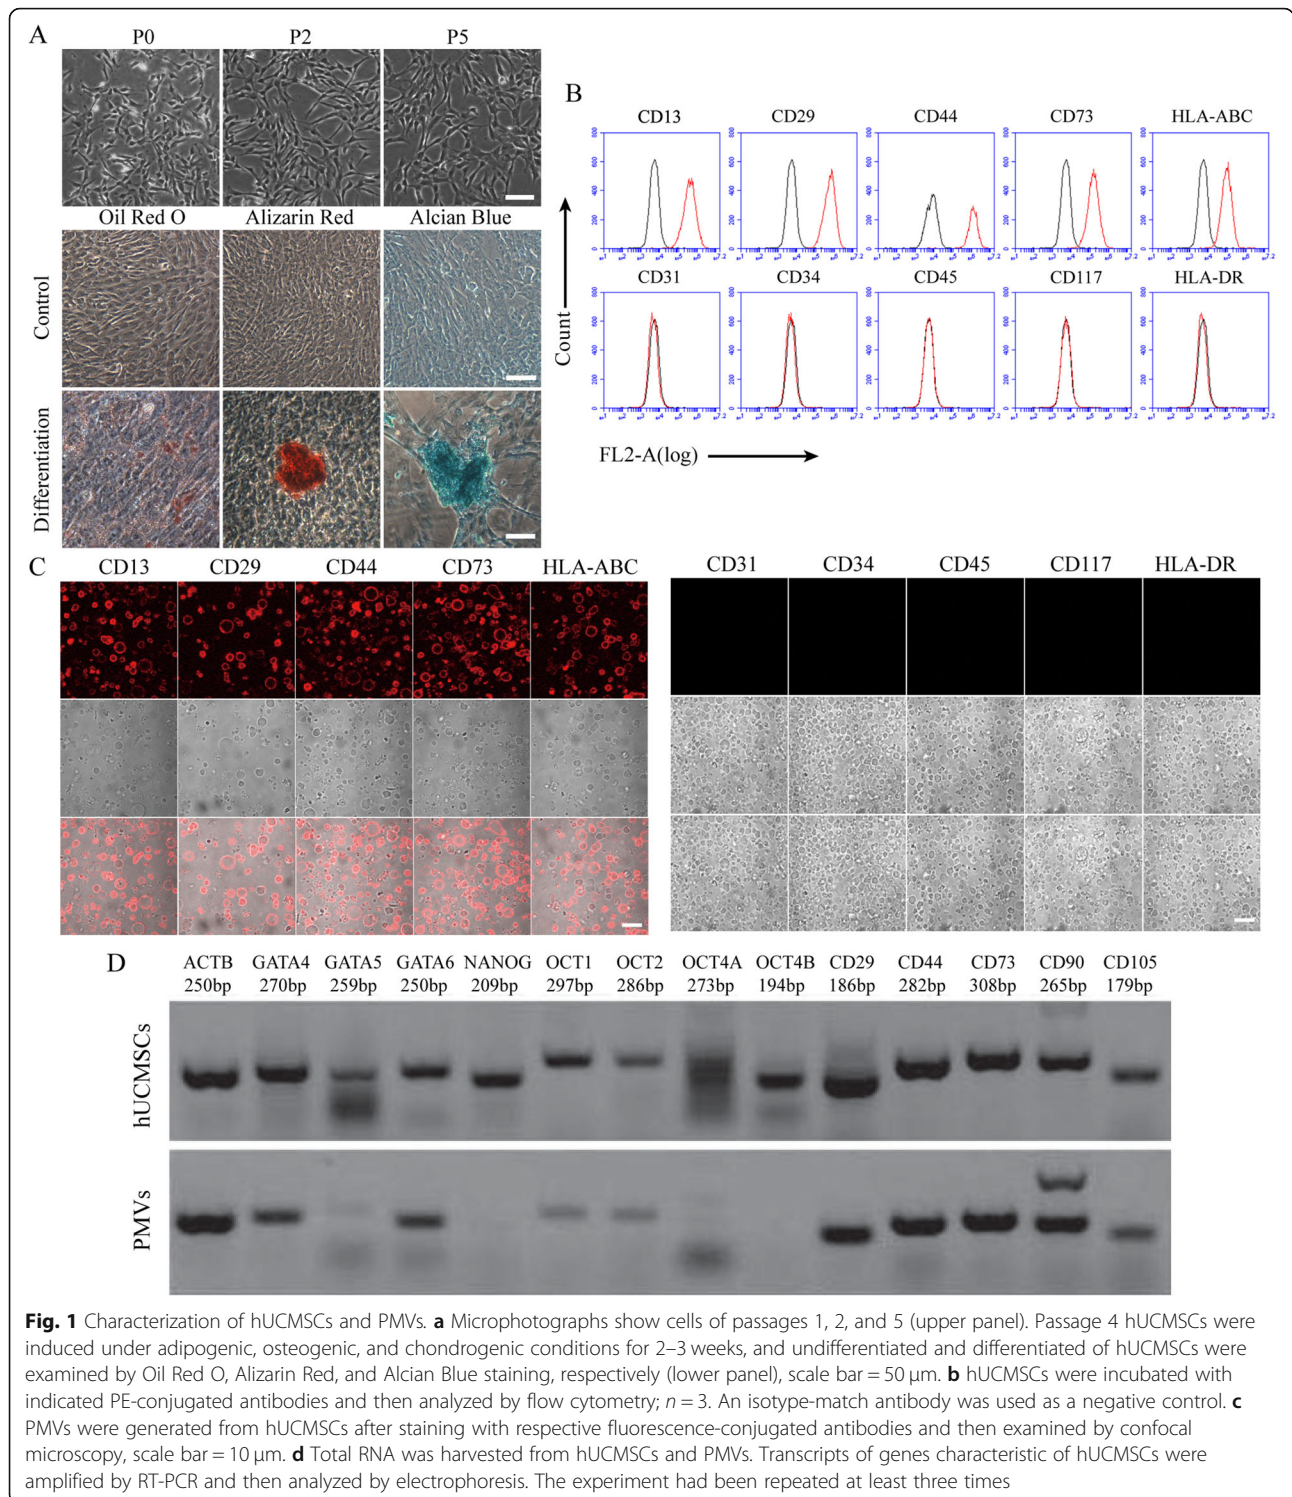 A
P0 P2 P5
Oil Red O Alizarin Red Alcian Blue
Control
Differentiation
B
CD13 CD29 CD44 CD73 HLA-ABC
CD31 CD34 CD45 CD117 HLA-DR
Count
FL2-A(log)
C
CD13 CD29 CD44 CD73 HLA-ABC
CD31 CD34 CD45 CD117 HLA-DR
D
ACTB GATA4 GATA5 GATA6 NANOG OCT1 OCT2 OCT4A OCT4B CD29 CD44 CD73 CD90 CD105
250bp 270bp 259bp 250bp 209bp 297bp 286bp 273bp 194bp 186bp 282bp 308bp 265bp 179bp
hUCMSCs
PMVs
Fig. 1 Characterization of hUCMSCs and PMVs. a Microphotographs show cells of passages 1, 2, and 5 (upper panel). Passage 4 hUCMSCs were
induced under adipogenic, osteogenic, and chondrogenic conditions for 2–3 weeks, and undifferentiated and differentiated of hUCMSCs were
examined by Oil Red O, Alizarin Red, and Alcian Blue staining, respectively (lower panel), scale bar = 50 μm. b hUCMSCs were incubated with
indicated PE-conjugated antibodies and then analyzed by flow cytometry; n = 3. An isotype-match antibody was used as a negative control. c
PMVs were generated from hUCMSCs after staining with respective fluorescence-conjugated antibodies and then examined by confocal
microscopy, scale bar = 10 μm. d Total RNA was harvested from hUCMSCs and PMVs. Transcripts of genes characteristic of hUCMSCs were
amplified by RT-PCR and then analyzed by electrophoresis. The experiment had been repeated at least three times